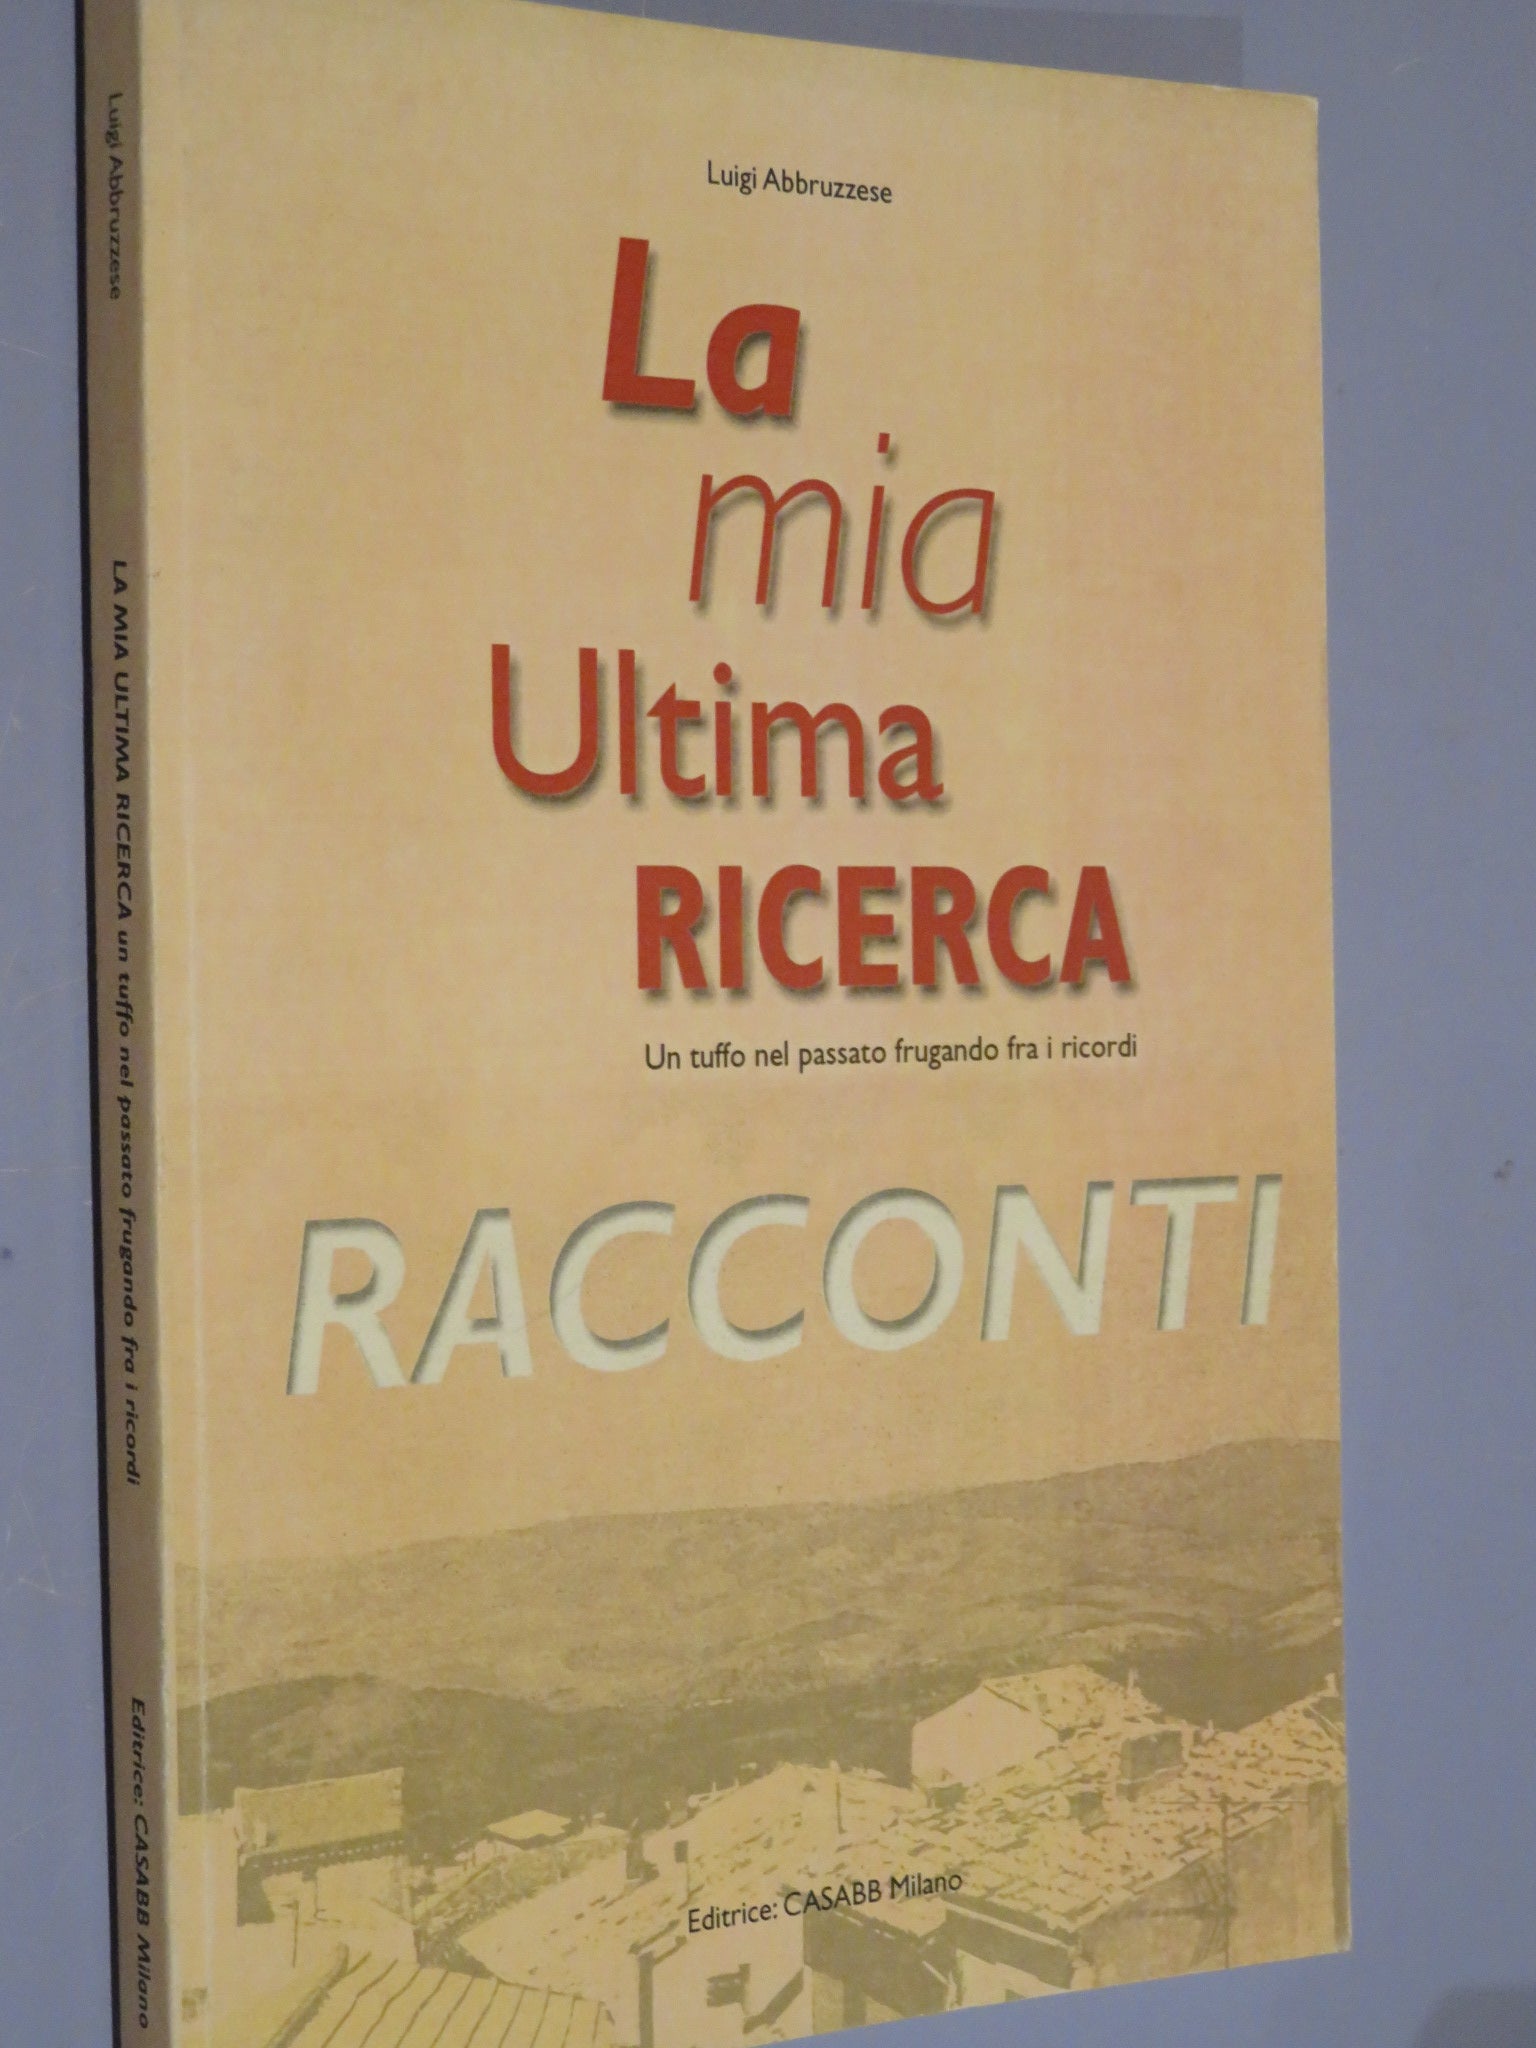 Luigi Abbruzzese
La
mia
Ultima
RICERCA
Un tuffo nel passato frugando fra i ricordi
RACCONTI
Editrice: CASABB Milano
Luigi Abbruzzese
LA MIA ULTIMA RICERCA un tuffo nel passato frugando fra i ricordi
Editrice: CASABB Milano